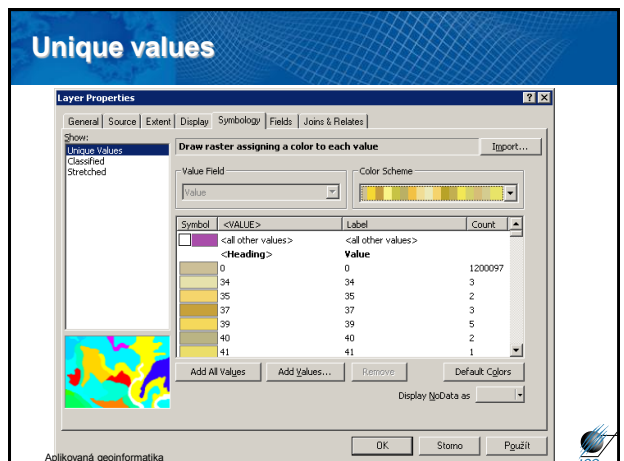 Unique values
Layer Properties
General Source Extent Display Symbology Fields Joins & Relates
Show:
Unique Values
Classified
Stretched
Draw raster assigning a color to each value
Import...
Value Field
Value
Color Scheme
Symbol <VALUE> Label Count
<all other values> <all other values>
<Heading> Value
0 0 1200097
34 34 3
35 35 2
37 37 3
39 39 5
40 40 2
41 41 1
Add All Values Add Values... Remove Default Colors
Display NoData as
OK Storno Použít
Aplikovaná geoinformatika